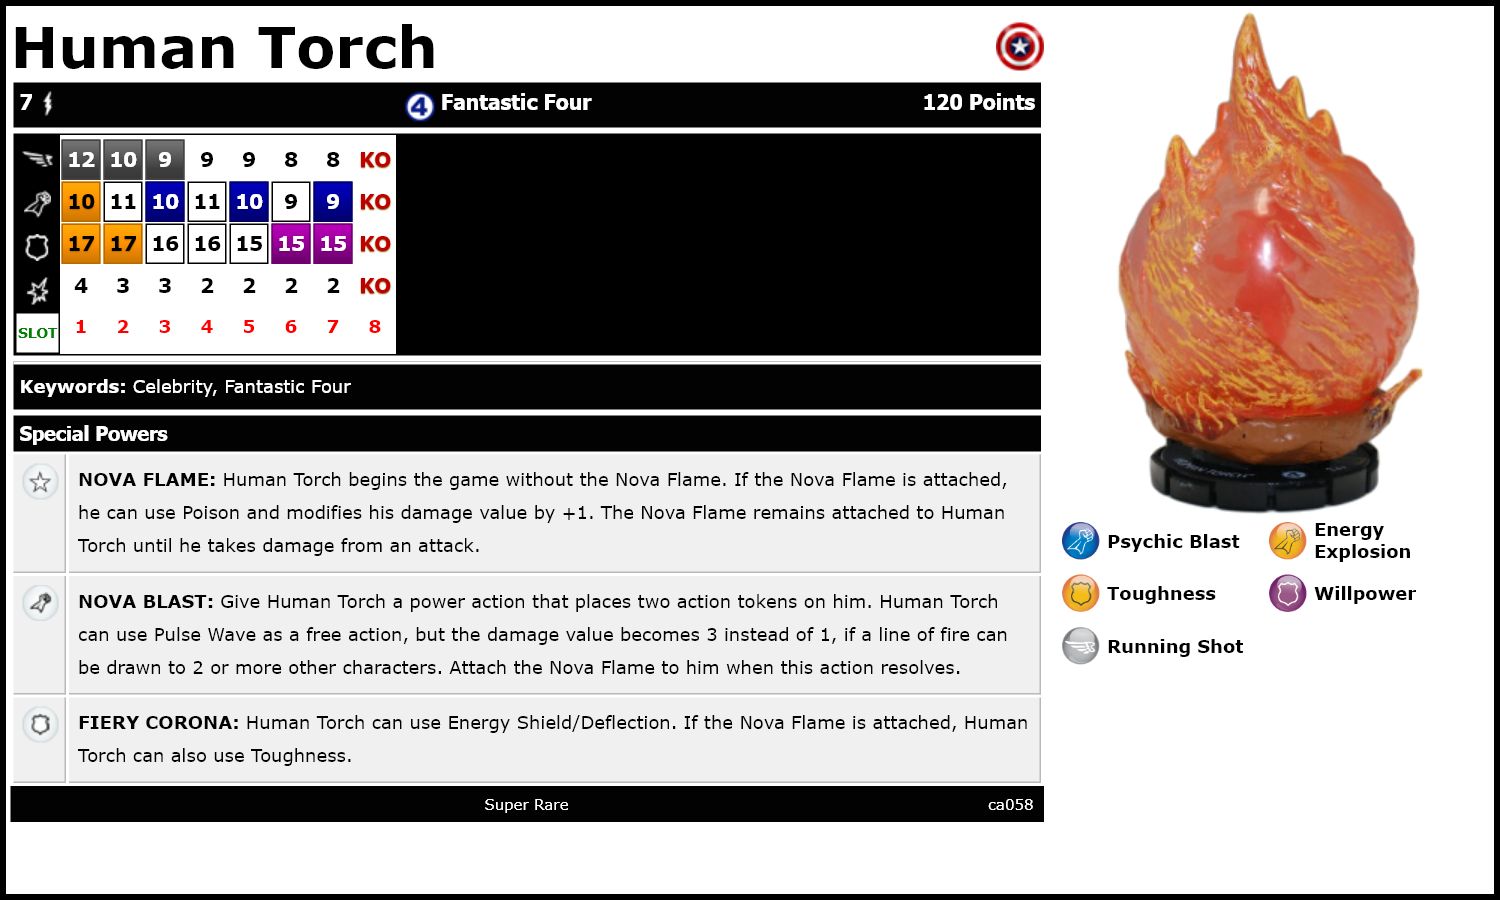 Human Torch
7 4 Fantastic Four 120 Points
12 10 9 9 9 8 8 KO
10 11 10 11 10 9 9 KO
17 17 16 16 15 15 15 KO
4 3 3 2 2 2 2 KO
SLOT 1 2 3 4 5 6 7 8
Keywords: Celebrity, Fantastic Four
Special Powers
NOVA FLAME: Human Torch begins the game without the Nova Flame. If the Nova Flame is attached,
he can use Poison and modifies his damage value by +1. The Nova Flame remains attached to Human
Torch until he takes damage from an attack.
NOVA BLAST: Give Human Torch a power action that places two action tokens on him. Human Torch
can use Pulse Wave as a free action, but the damage value becomes 3 instead of 1, if a line of fire can
be drawn to 2 or more other characters. Attach the Nova Flame to him when this action resolves.
FIERY CORONA: Human Torch can use Energy Shield/Deflection. If the Nova Flame is attached, Human
Torch can also use Toughness.
Super Rare ca058
Psychic Blast
Energy
Explosion
Toughness
Willpower
Running Shot